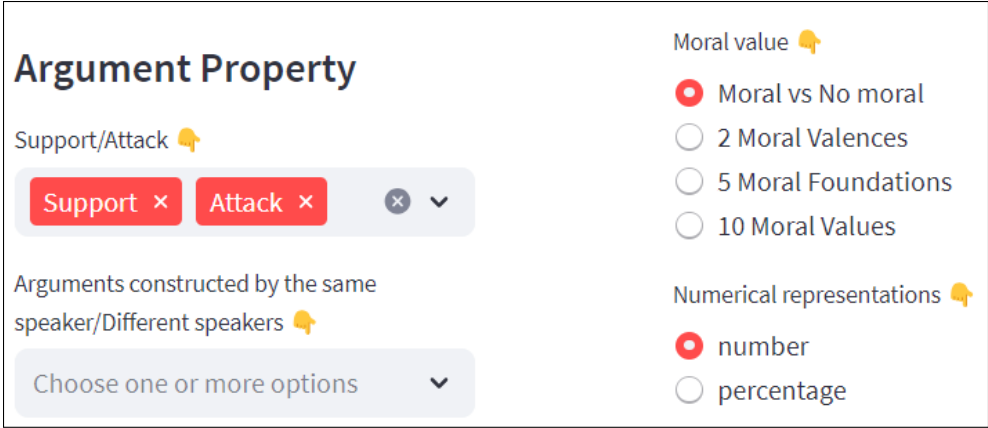 Argument Property
Support/Attack 👇
Support × Attack ×
Arguments constructed by the same
speaker/Different speakers 👇
Choose one or more options
Moral value 👇
Moral vs No moral
2 Moral Valences
5 Moral Foundations
10 Moral Values
Numerical representations 👇
number
percentage